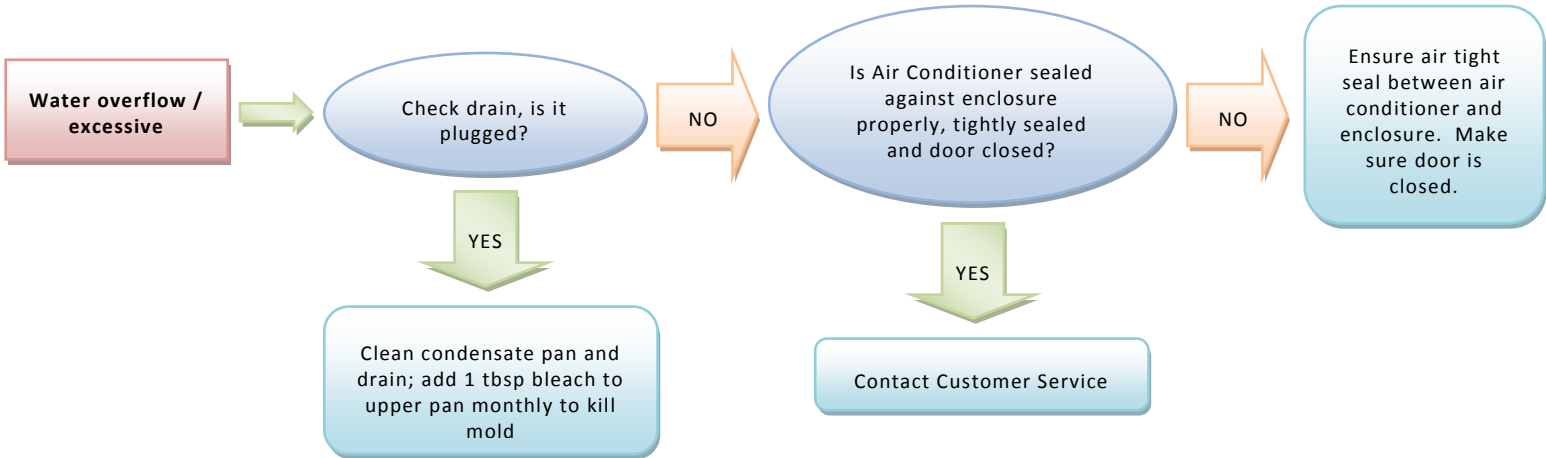 Water overflow /
excessive
Check drain, is it
plugged?
NO
Is Air Conditioner sealed
against enclosure
properly, tightly sealed
and door closed?
NO
Ensure air tight
seal between air
conditioner and
enclosure.  Make
sure door is
closed.
YES
YES
Clean condensate pan and
drain; add 1 tbsp bleach to
upper pan monthly to kill
mold
Contact Customer Service